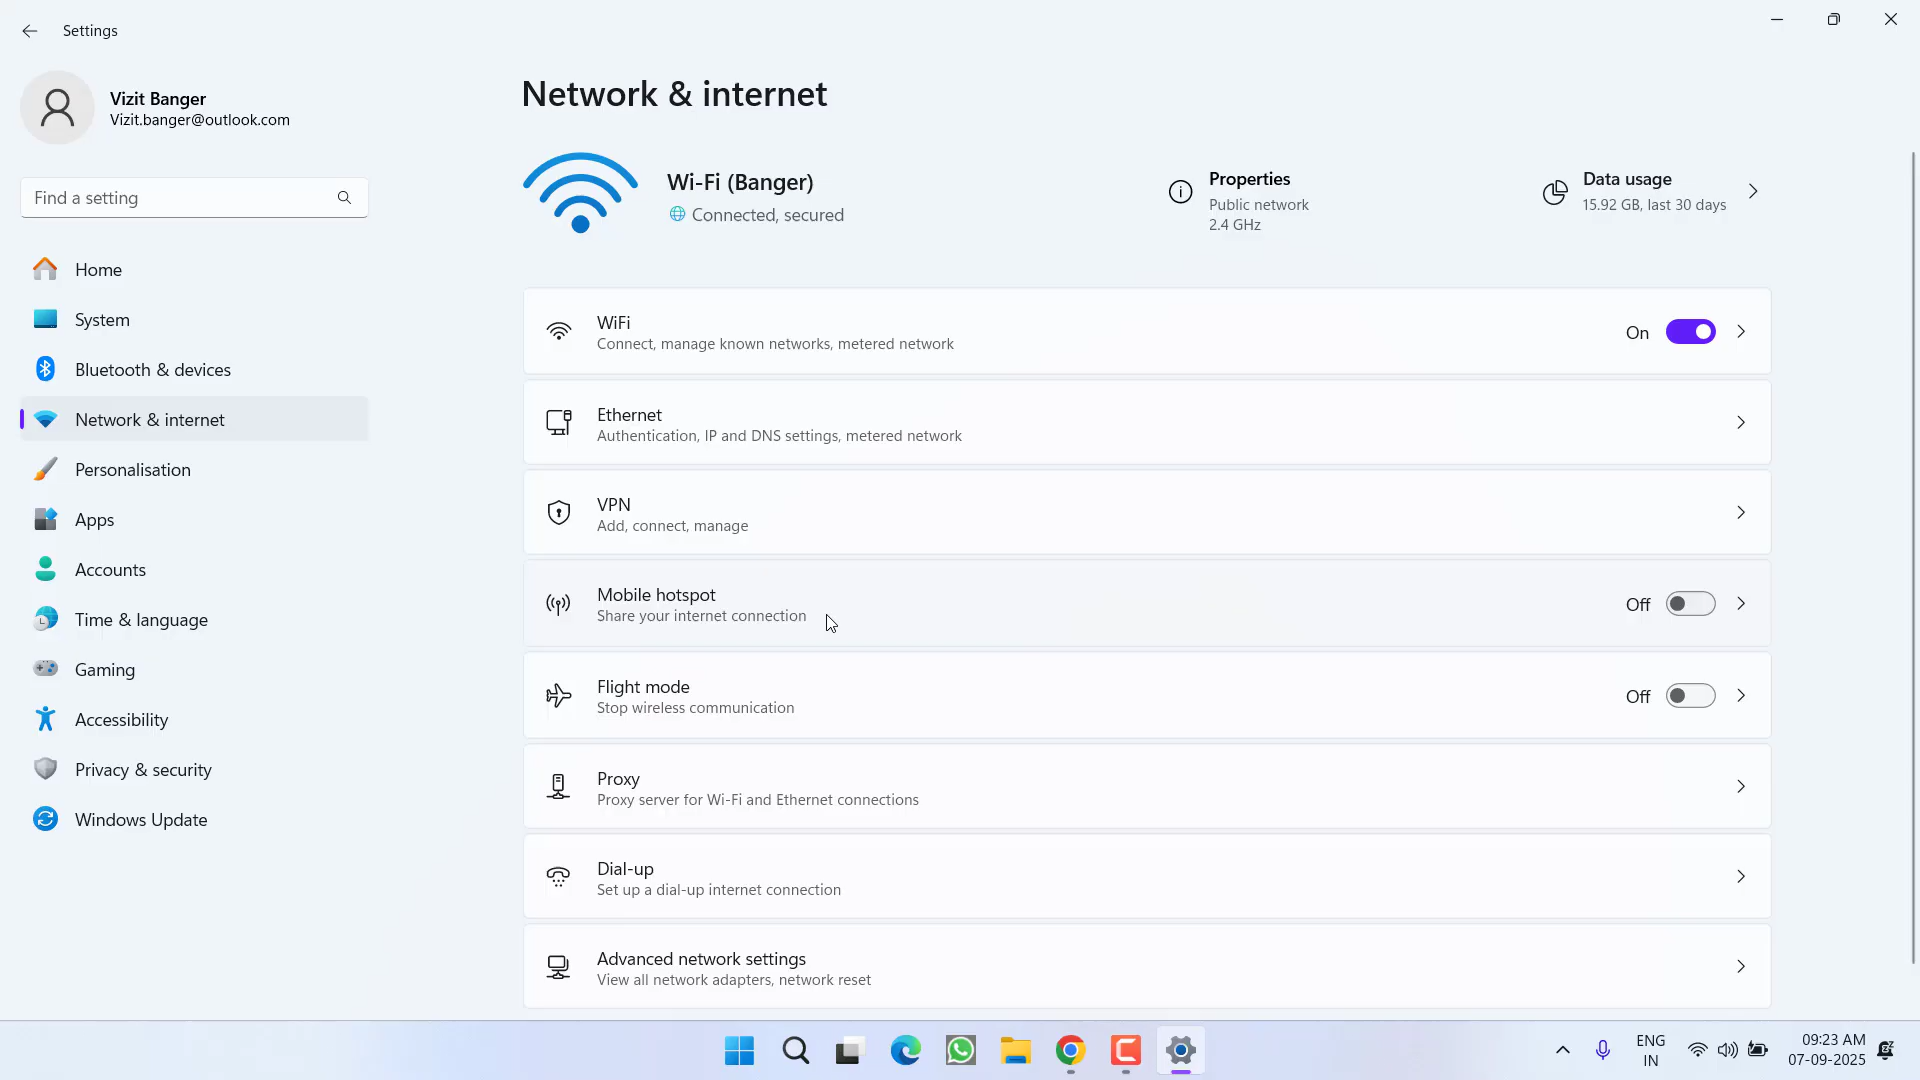 Settings
Vizit Banger
Vizit.banger@outlook.com
Find a setting
Home
System
Bluetooth & devices
Network & internet
Personalisation
Apps
Accounts
Time & language
Gaming
Accessibility
Privacy & security
Windows Update
Network & internet
Wi-Fi (Banger)
Connected, secured
Properties
Public network
2.4 GHz
Data usage
15.92 GB, last 30 days
WiFi
Connect, manage known networks, metered network
On
Ethernet
Authentication, IP and DNS settings, metered network
VPN
Add, connect, manage
Mobile hotspot
Share your internet connection
Off
Flight mode
Stop wireless communication
Off
Proxy
Proxy server for Wi-Fi and Ethernet connections
Dial-up
Set up a dial-up internet connection
Advanced network settings
View all network adapters, network reset
ENG
IN
09:23 AM
07-09-2025